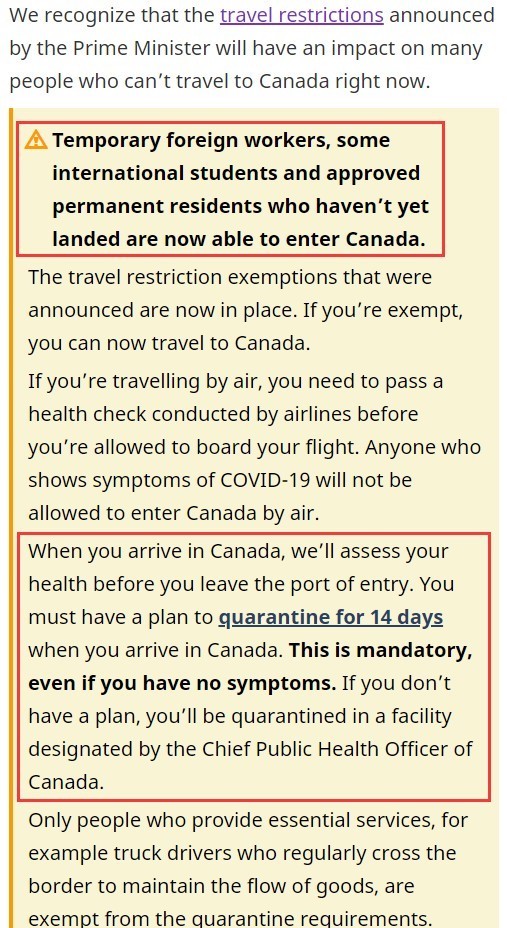 We recognize that the travel restrictions announced
by the Prime Minister will have an impact on many
people who can’t travel to Canada right now.
Temporary foreign workers, some
international students and approved
permanent residents who haven’t yet
landed are now able to enter Canada.
The travel restriction exemptions that were
announced are now in place. If you’re exempt,
you can now travel to Canada.
If you’re travelling by air, you need to pass a
health check conducted by airlines before
you’re allowed to board your flight. Anyone who
shows symptoms of COVID-19 will not be
allowed to enter Canada by air.
When you arrive in Canada, we’ll assess your
health before you leave the port of entry. You
must have a plan to quarantine for 14 days
when you arrive in Canada. This is mandatory,
even if you have no symptoms. If you don’t
have a plan, you’ll be quarantined in a facility
designated by the Chief Public Health Officer of
Canada.
Only people who provide essential services, for
example truck drivers who regularly cross the
border to maintain the flow of goods, are
exempt from the quarantine requirements.